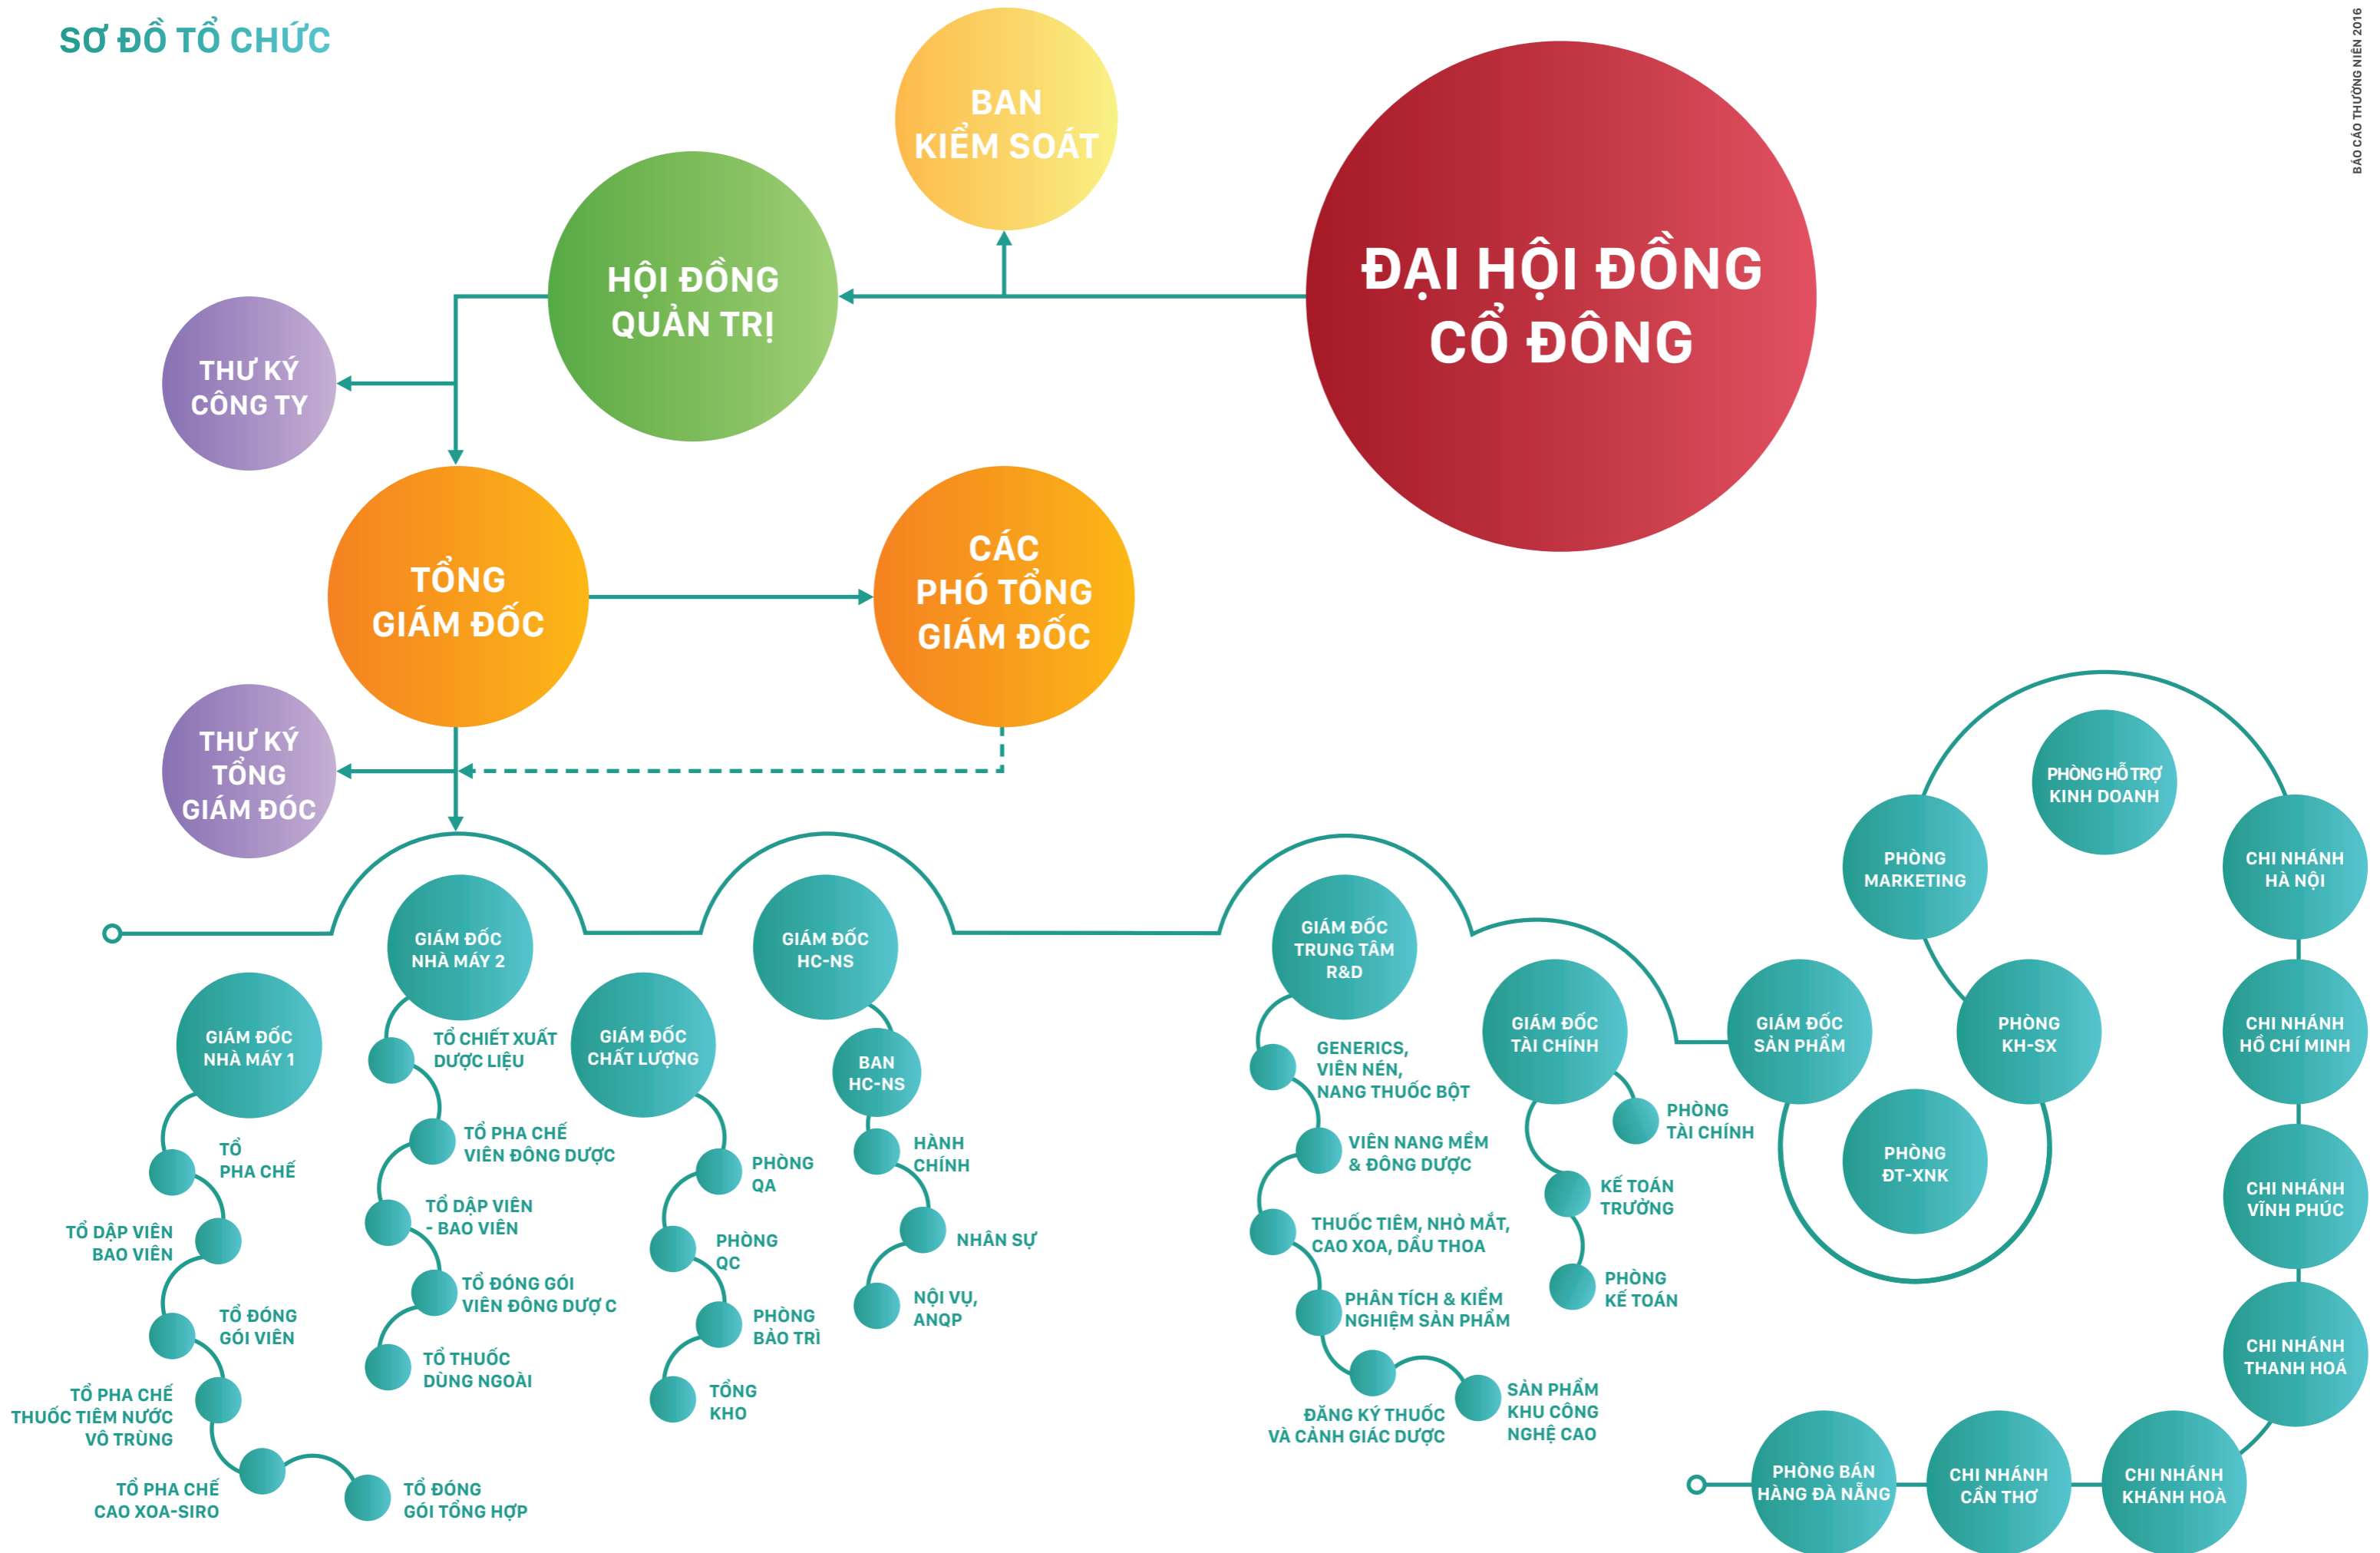 SƠ ĐỒ TỔ CHỨC
BÁO CÁO THƯỜNG NIÊN 2016
BAN
KIỂM SOÁT
ĐẠI HỘI ĐỒNG
CỔ ĐÔNG
HỘI ĐỒNG
QUẢN TRỊ
THƯ KÝ
CÔNG TY
TỔNG
GIÁM ĐỐC
CÁC
PHÓ TỔNG
GIÁM ĐỐC
THƯ KÝ
TỔNG
GIÁM ĐÓC
GIÁM ĐỐC
NHÀ MÁY 1
TỔ
PHA CHẾ
TỔ DẬP VIÊN
BAO VIÊN
TỔ ĐÓNG
GÓI VIÊN
TỔ PHA CHẾ
THUỐC TIÊM NƯỚC
VÔ TRÙNG
TỔ PHA CHẾ
CAO XOA-SIRO
TỔ ĐÓNG
GÓI TỔNG HỢP
GIÁM ĐỐC
NHÀ MÁY 2
TỔ CHIẾT XUẤT
DƯỢC LIỆU
TỔ PHA CHẾ
VIÊN ĐÔNG DƯỢC
TỔ DẬP VIÊN
- BAO VIÊN
TỔ ĐÓNG GÓI
VIÊN ĐÔNG DƯỢ C
TỔ THUỐC
DÙNG NGOÀI
GIÁM ĐỐC
CHẤT LƯỢNG
PHÒNG
QA
PHÒNG
QC
PHÒNG
BẢO TRÌ
TỔNG
KHO
GIÁM ĐỐC
HC-NS
BAN
HC-NS
HÀNH
CHÍNH
NHÂN SỰ
NỘI VỤ,
ANQP
GIÁM ĐỐC
TRUNG TÂM
R&D
GENERICS,
VIÊN NÉN,
NANG THUỐC BỘT
VIÊN NANG MỀM
& ĐÔNG DƯỢC
THUỐC TIÊM, NHỎ MẮT,
CAO XOA, DẦU THOA
PHÂN TÍCH & KIỂM
NGHIỆM SẢN PHẨM
ĐĂNG KÝ THUỐC
VÀ CẢNH GIÁC DƯỢC
SẢN PHẨM
KHU CÔNG
NGHỆ CAO
GIÁM ĐỐC
TÀI CHÍNH
PHÒNG
TÀI CHÍNH
KẾ TOÁN
TRƯỞNG
PHÒNG
KẾ TOÁN
GIÁM ĐỐC
SẢN PHẨM
PHÒNG
ĐT-XNK
PHÒNG
KH-SX
PHÒNG
MARKETING
PHÒNG HỖ TRỢ
KINH DOANH
CHI NHÁNH
HÀ NỘI
CHI NHÁNH
HỒ CHÍ MINH
CHI NHÁNH
VĨNH PHÚC
CHI NHÁNH
THANH HOÁ
CHI NHÁNH
KHÁNH HOÀ
CHI NHÁNH
CẦN THƠ
PHÒNG BÁN
HÀNG ĐÀ NẴNG